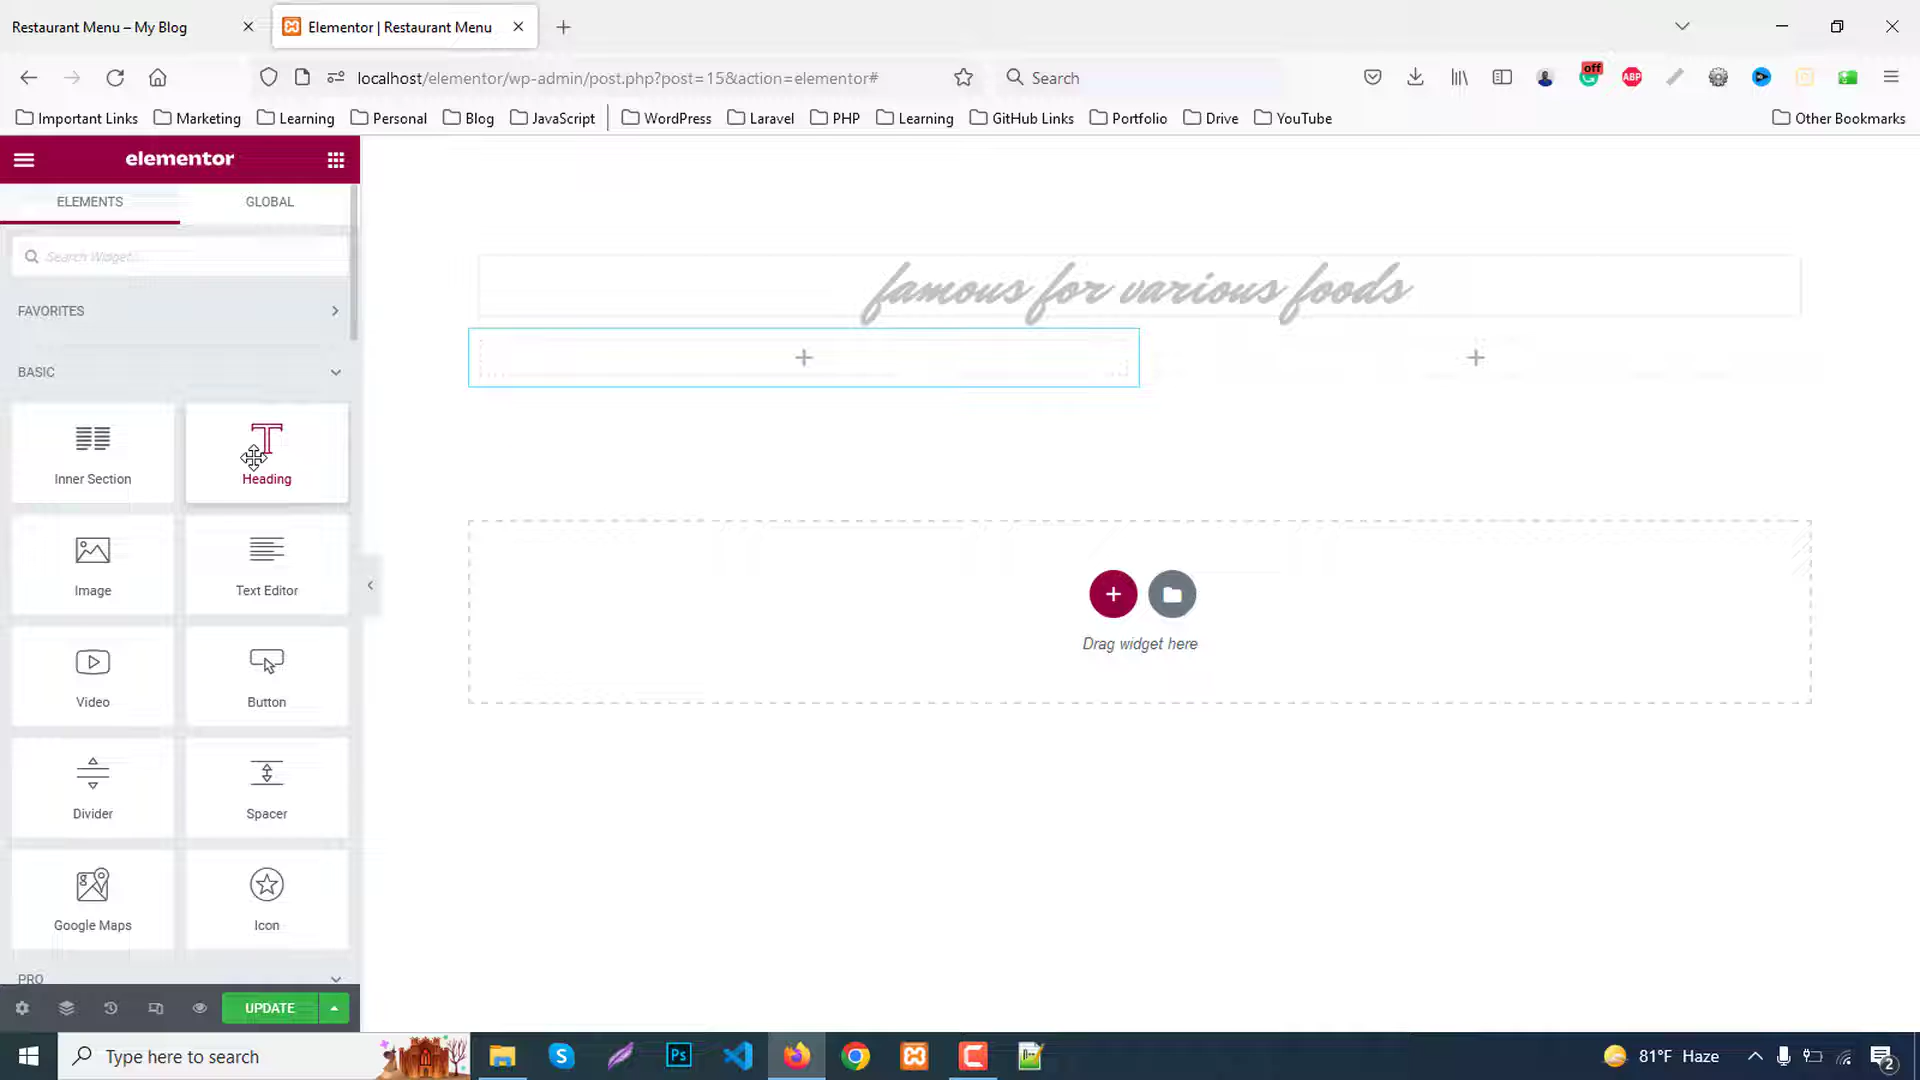 Restaurant Menu – My Blog
Elementor | Restaurant Menu
localhost/elementor/wp-admin/post.php?post=15&action=elementor#
Search
off
ABP
Important Links
Marketing
Learning
Personal
Blog
JavaScript
WordPress
Laravel
PHP
Learning
GitHub Links
Portfolio
Drive
YouTube
Other Bookmarks
elementor
ELEMENTS
GLOBAL
Search Widget...
FAVORITES
BASIC
Inner Section
Heading
Image
Text Editor
Video
Button
Divider
Spacer
Google Maps
Icon
PRO
UPDATE
famous for various foods
Drag widget here
Type here to search
Ps
81°F Haze
2